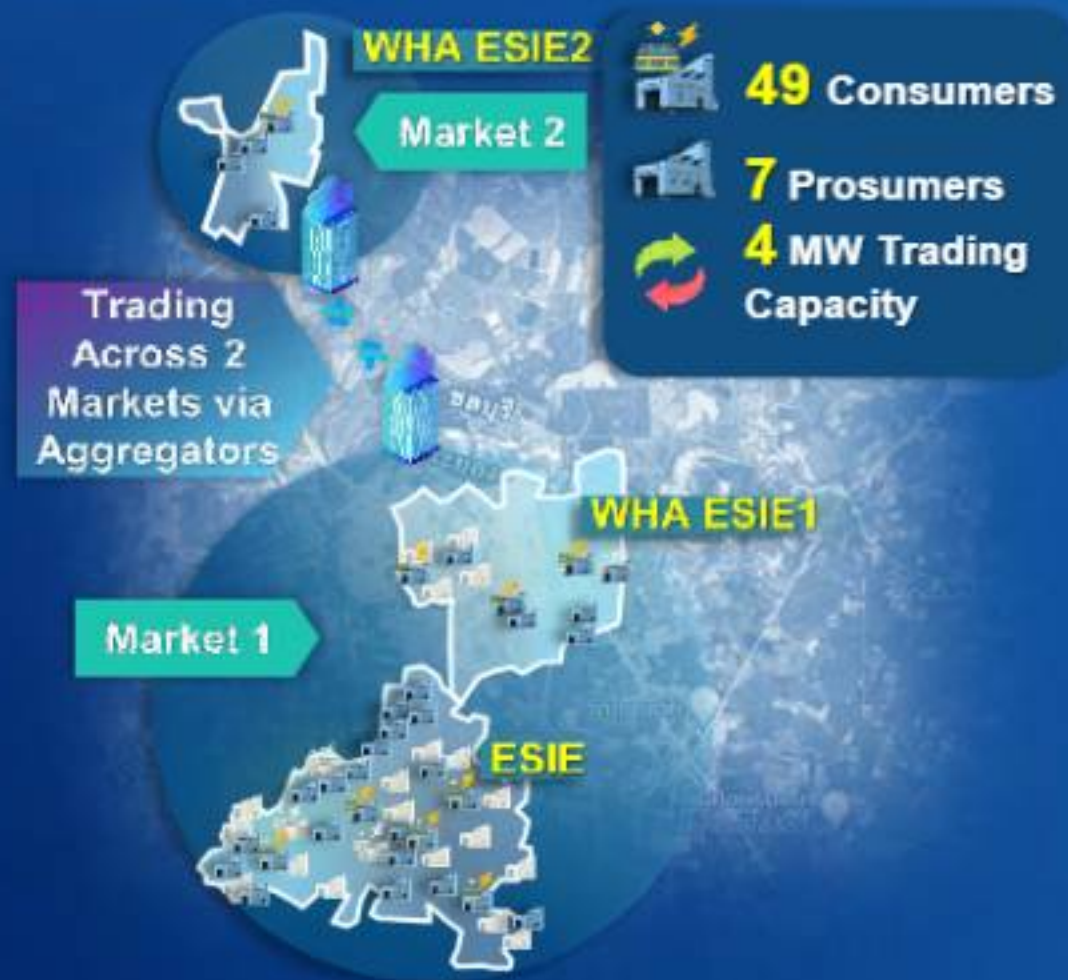 WHA ESIE2
Market 2
49 Consumers
7 Prosumers
4 MW Trading
Capacity
Trading
Across 2
Markets via
Aggregators
WHA ESIE1
Market 1
ESIE